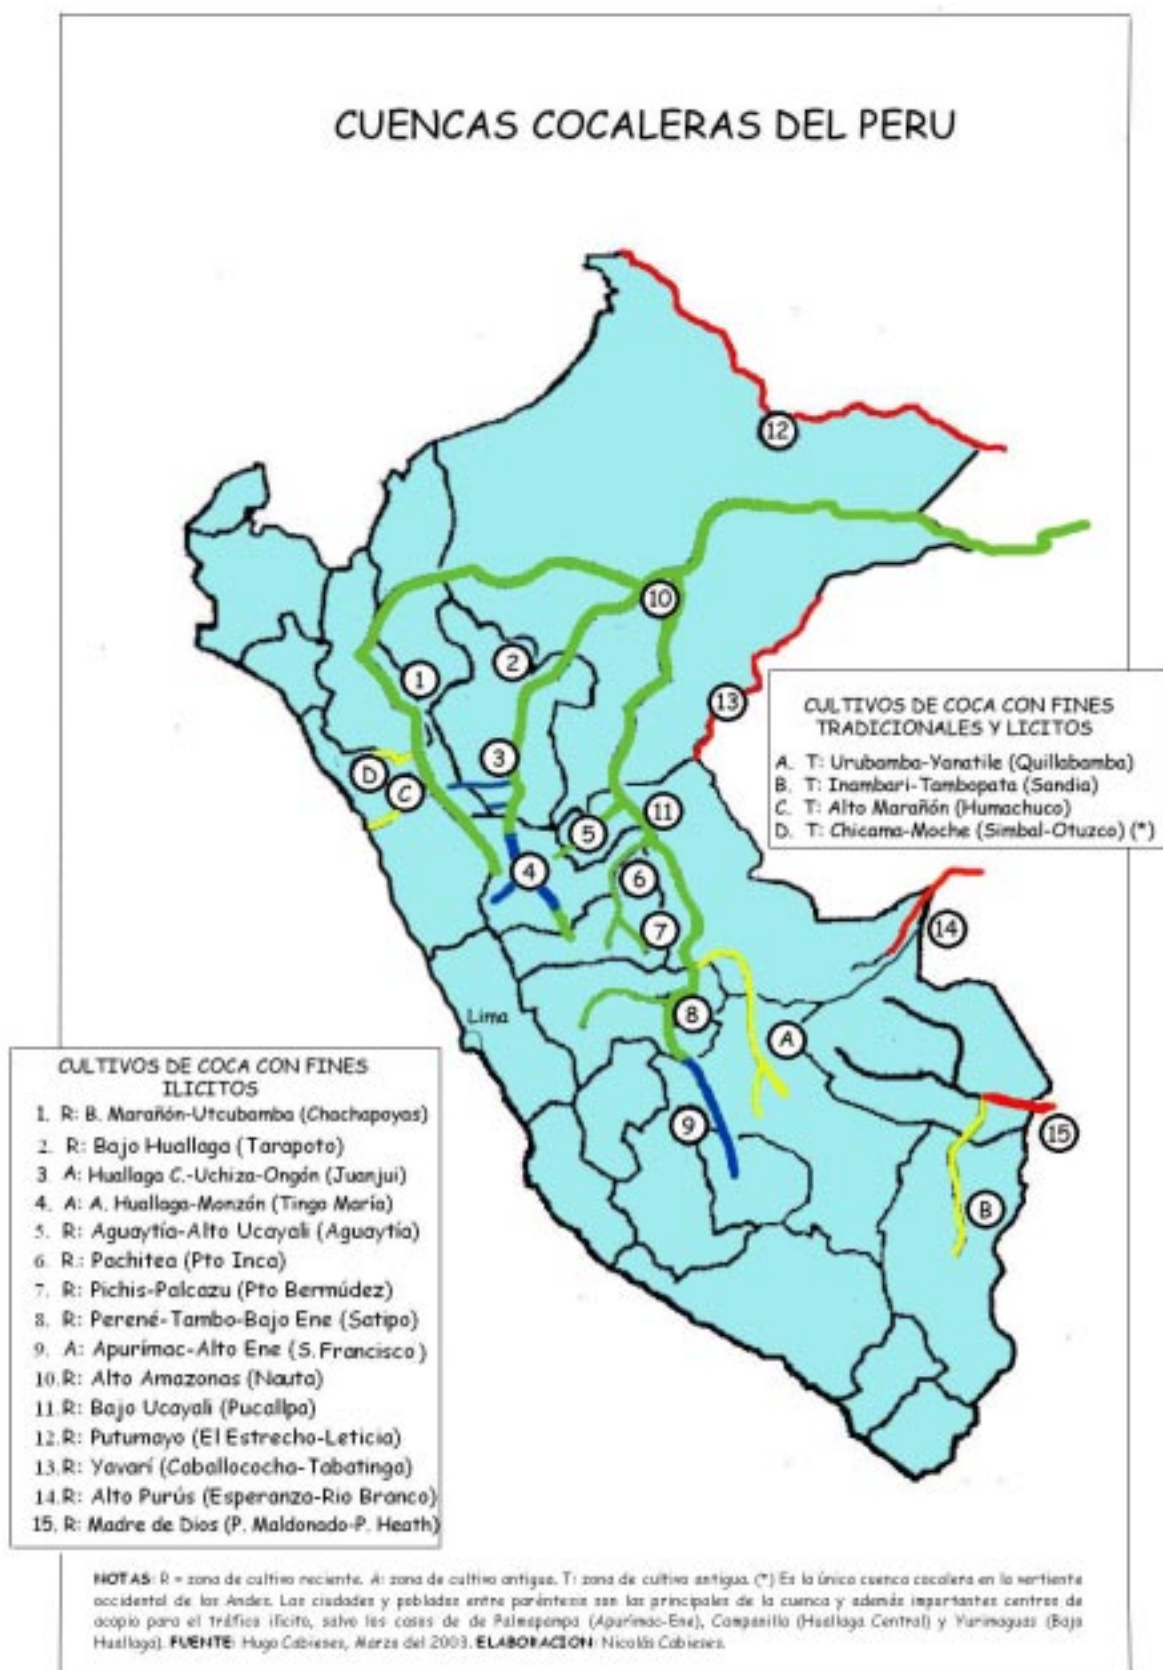 CUENCAS COCALERAS DEL PERU
12
10
2
1
13
3
D
C
11
5
4
6
7
14
8
A
Lima
9
15
B
CULTIVOS DE COCA CON FINES
TRADICIONALES Y LICITOS
A. T: Urubamba-Yanatile (Quillabamba)
B. T: Inambari-Tambopata (Sandia)
C. T: Alto Marañón (Humachuco)
D. T: Chicama-Moche (Simbal-Otuzco) (*)
CULTIVOS DE COCA CON FINES
ILICITOS
1. R: B. Marañón-Utcubamba (Chachapoyas)
2. R: Bajo Huallaga (Tarapoto)
3 A: Huallaga C.-Uchiza-Ongón (Juanjui)
4. A: A. Huallaga-Monzón (Tingo María)
5. R: Aguaytía-Alto Ucayali (Aguaytía)
6. R.: Pachitea (Pto Inca)
7. R: Pichis-Palcazu (Pto Bermúdez)
8. R: Perené-Tambo-Bajo Ene (Satipo)
9. A: Apurímac-Alto Ene (S. Francisco)
10. R: Alto Amazonas (Nauta)
11. R: Bajo Ucayali (Pucallpa)
12. R: Putumayo (El Estrecho-Leticia)
13. R: Yavarí (Caballococha-Tabatinga)
14. R: Alto Purús (Esperanza-Rio Branco)
15. R: Madre de Dios (P. Maldonado-P. Heath)
NOTAS: R = zona de cultivo reciente. A: zona de cultivo antigua. T: zona de cultivo antigua. (*) Es la única cuenca cocalera en la vertiente
occidental de los Andes. Las ciudades y poblados entre paréntesis son las principales de la cuenca y además importantes centros de
acopio para el tráfico ilícito, salvo los casos de de Palmapampa (Apurímac-Ene), Campanilla (Huallaga Central) y Yurimaguas (Bajo
Huallaga). FUENTE: Hugo Cabieses, Marzo del 2003. ELABORACION: Nicolás Cabieses.